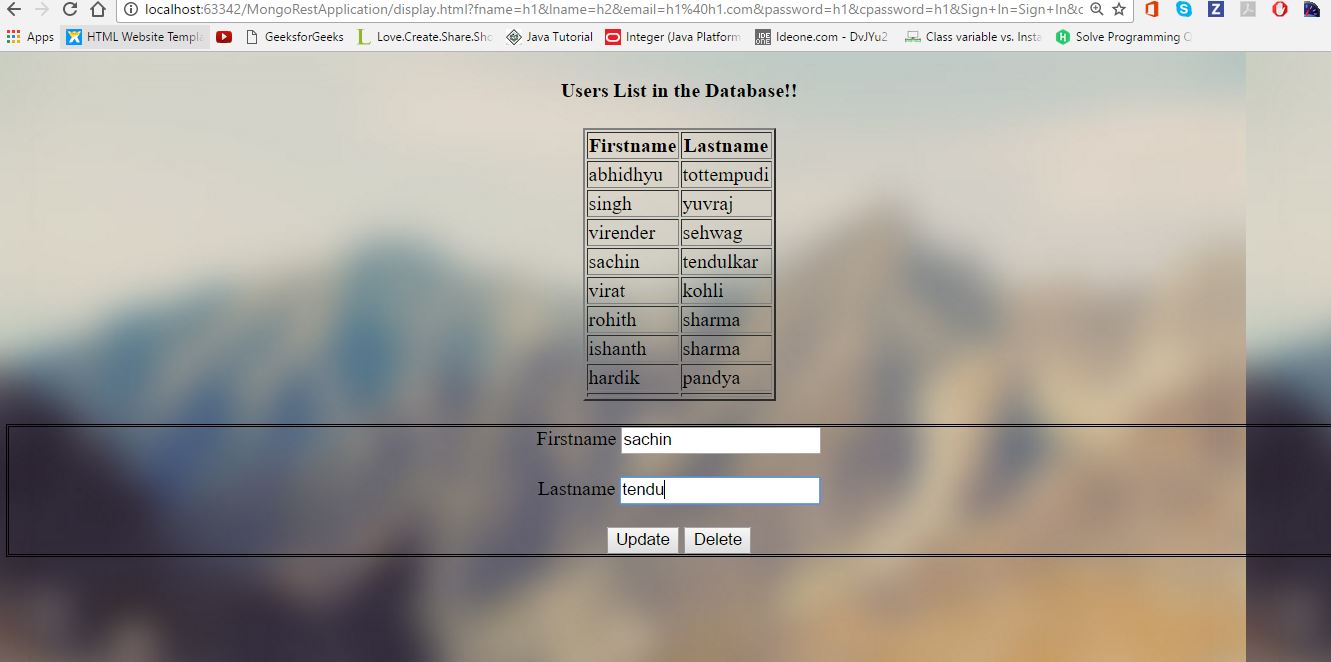 localhost:63342/MongoRestApplication/display.html?fname=h1&lname=h2&email=h1%40h1.com&password=h1&cpassword=h1&Sign+In=Sign+In&c
Apps HTML Website Templa GeeksforGeeks Love.Create.Share.Sho Java Tutorial Integer (Java Platform IDE ONE Ideone.com - DvJYu2 Class variable vs. Insta H Solve Programming Q
Users List in the Database!!
Firstname Lastname
abhidhyu tottempudi
singh yuvraj
virender sehwag
sachin tendulkar
virat kohli
rohith sharma
ishanth sharma
hardik pandya
Firstname sachin
Lastname tendu
Update Delete